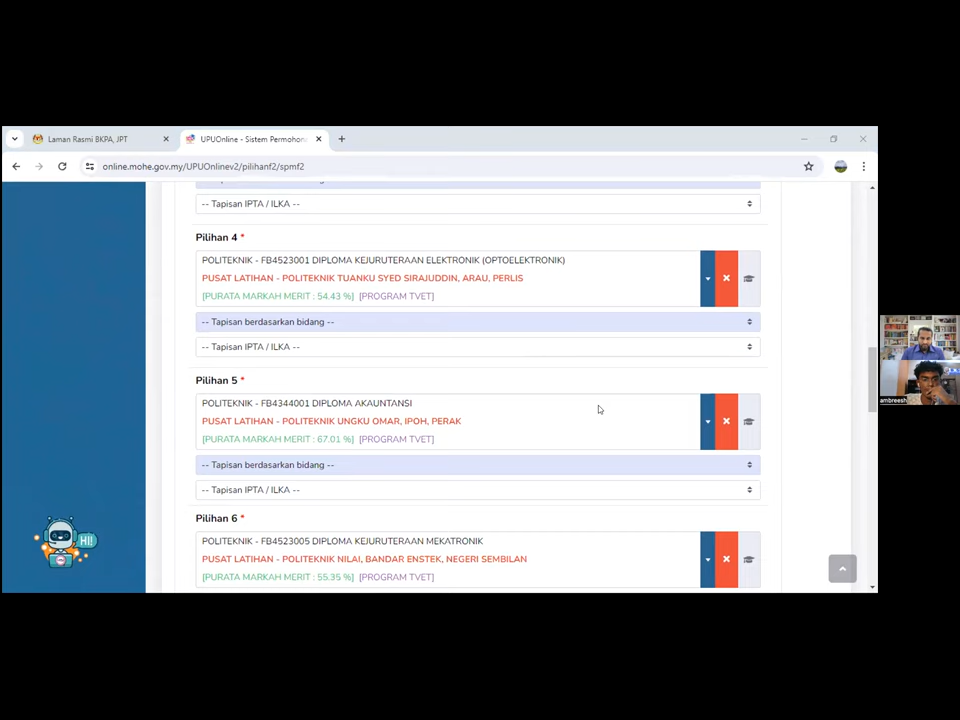 Laman Rasmi BKPA, JPT
UPUOnline - Sistem Permohon
online.mohe.gov.my/UPUOnlinev2/pilihanf2/spmf2
-- Tapisan IPTA / ILKA --
Pilihan 4 *
POLITEKNIK - FB4523001 DIPLOMA KEJURUTERAAN ELEKTRONIK (OPTOELEKTRONIK)
PUSAT LATIHAN - POLITEKNIK TUANKU SYED SIRAJUDDIN, ARAU, PERLIS
[PURATA MARKAH MERIT : 54.43 %] [PROGRAM TVET]
-- Tapisan berdasarkan bidang --
-- Tapisan IPTA / ILKA --
Pilihan 5 *
POLITEKNIK - FB4344001 DIPLOMA AKAUNTANSI
PUSAT LATIHAN - POLITEKNIK UNGKU OMAR, IPOH, PERAK
[PURATA MARKAH MERIT : 67.01 %] [PROGRAM TVET]
-- Tapisan berdasarkan bidang --
-- Tapisan IPTA / ILKA --
Pilihan 6 *
POLITEKNIK - FB4523005 DIPLOMA KEJURUTERAAN MEKATRONIK
PUSAT LATIHAN - POLITEKNIK NILAI, BANDAR ENSTEK, NEGERI SEMBILAN
[PURATA MARKAH MERIT : 55.35 %] [PROGRAM TVET]
HI!
ambreesh